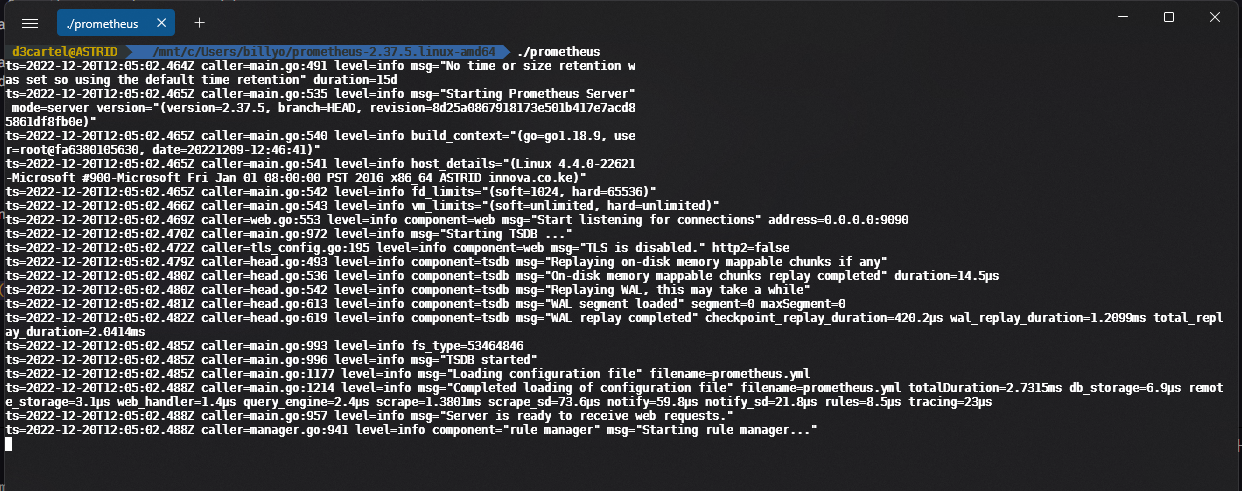 ./prometheus
d3cartel@ASTRID /mnt/c/Users/billyo/prometheus-2.37.5.linux-amd64 ./prometheus
ts=2022-12-20T12:05:02.464Z caller=main.go:491 level=info msg="No time or size retention w
as set so using the default time retention" duration=15d
ts=2022-12-20T12:05:02.465Z caller=main.go:535 level=info msg="Starting Prometheus Server"
 mode=server version="(version=2.37.5, branch=HEAD, revision=8d25a0867918173e501b417e7acd8
5861df8fb0e)"
ts=2022-12-20T12:05:02.465Z caller=main.go:540 level=info build_context="(go=go1.18.9, use
r=root@fa6380105630, date=20221209-12:46:41)"
ts=2022-12-20T12:05:02.465Z caller=main.go:541 level=info host_details="(Linux 4.4.0-22621
-Microsoft #900-Microsoft Fri Jan 01 08:00:00 PST 2016 x86_64 ASTRID innova.co.ke)"
ts=2022-12-20T12:05:02.465Z caller=main.go:542 level=info fd_limits="(soft=1024, hard=65536)"
ts=2022-12-20T12:05:02.466Z caller=main.go:543 level=info vm_limits="(soft=unlimited, hard=unlimited)"
ts=2022-12-20T12:05:02.469Z caller=web.go:553 level=info component=web msg="Start listening for connections" address=0.0.0.0:9090
ts=2022-12-20T12:05:02.470Z caller=main.go:972 level=info msg="Starting TSDB ..."
ts=2022-12-20T12:05:02.472Z caller=tls_config.go:195 level=info component=web msg="TLS is disabled." http2=false
ts=2022-12-20T12:05:02.479Z caller=head.go:493 level=info component=tsdb msg="Replaying on-disk memory mappable chunks if any"
ts=2022-12-20T12:05:02.480Z caller=head.go:536 level=info component=tsdb msg="On-disk memory mappable chunks replay completed" duration=14.5µs
ts=2022-12-20T12:05:02.480Z caller=head.go:542 level=info component=tsdb msg="Replaying WAL, this may take a while"
ts=2022-12-20T12:05:02.481Z caller=head.go:613 level=info component=tsdb msg="WAL segment loaded" segment=0 maxSegment=0
ts=2022-12-20T12:05:02.482Z caller=head.go:619 level=info component=tsdb msg="WAL replay completed" checkpoint_replay_duration=420.2µs wal_replay_duration=1.2099ms total_repl
ay_duration=2.0414ms
ts=2022-12-20T12:05:02.485Z caller=main.go:993 level=info fs_type=53464846
ts=2022-12-20T12:05:02.485Z caller=main.go:996 level=info msg="TSDB started"
ts=2022-12-20T12:05:02.485Z caller=main.go:1177 level=info msg="Loading configuration file" filename=prometheus.yml
ts=2022-12-20T12:05:02.488Z caller=main.go:1214 level=info msg="Completed loading of configuration file" filename=prometheus.yml totalDuration=2.7315ms db_storage=6.9µs remot
e_storage=3.1µs web_handler=1.4µs query_engine=2.4µs scrape=1.3801ms scrape_sd=73.6µs notify=59.8µs notify_sd=21.8µs rules=8.5µs tracing=23µs
ts=2022-12-20T12:05:02.488Z caller=main.go:957 level=info msg="Server is ready to receive web requests."
ts=2022-12-20T12:05:02.488Z caller=manager.go:941 level=info component="rule manager" msg="Starting rule manager..."